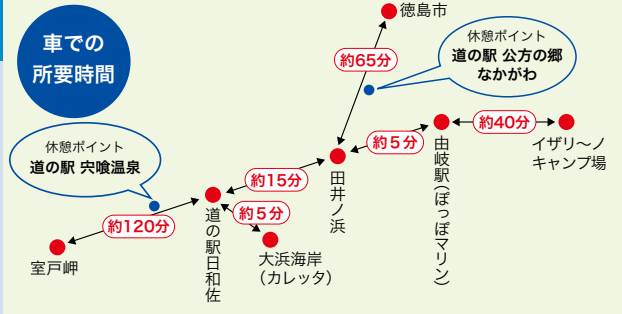 車での
所要時間
徳島市
休憩ポイント
道の駅 公方の郷
なかがわ
約65分
約5分
約40分
由岐駅(ぽっぽマリン)
イザリ〜ノ
キャンプ場
休憩ポイント
道の駅 宍喰温泉
約15分
田井ノ浜
約5分
約120分
道の駅日和佐
大浜海岸
(カレッタ)
室戸岬